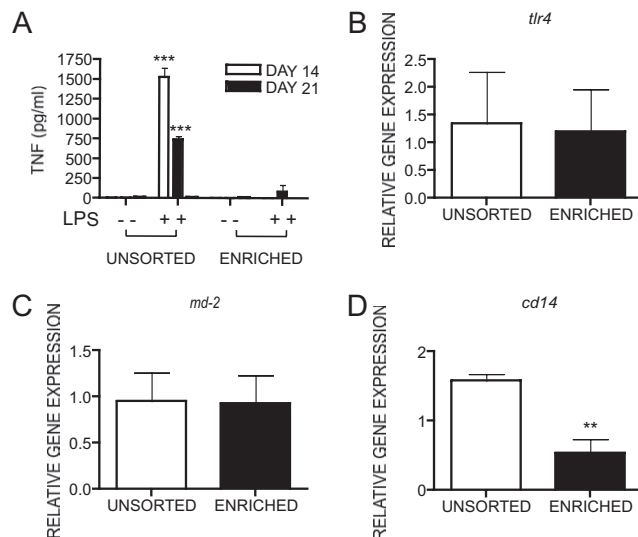 A
TNF (pg/ml)
1750
1500
1250
1000
750
500
250
0
***
***
DAY 14
DAY 21
LPS
- -
+ +
- -
+ +
UNSORTED
ENRICHED
B
tlr4
RELATIVE GENE EXPRESSION
2.5
2.0
1.5
1.0
0.5
0.0
UNSORTED
ENRICHED
C
md-2
RELATIVE GENE EXPRESSION
1.5
1.0
0.5
0.0
UNSORTED
ENRICHED
D
cd14
RELATIVE GENE EXPRESSION
2
1
0
**
UNSORTED
ENRICHED